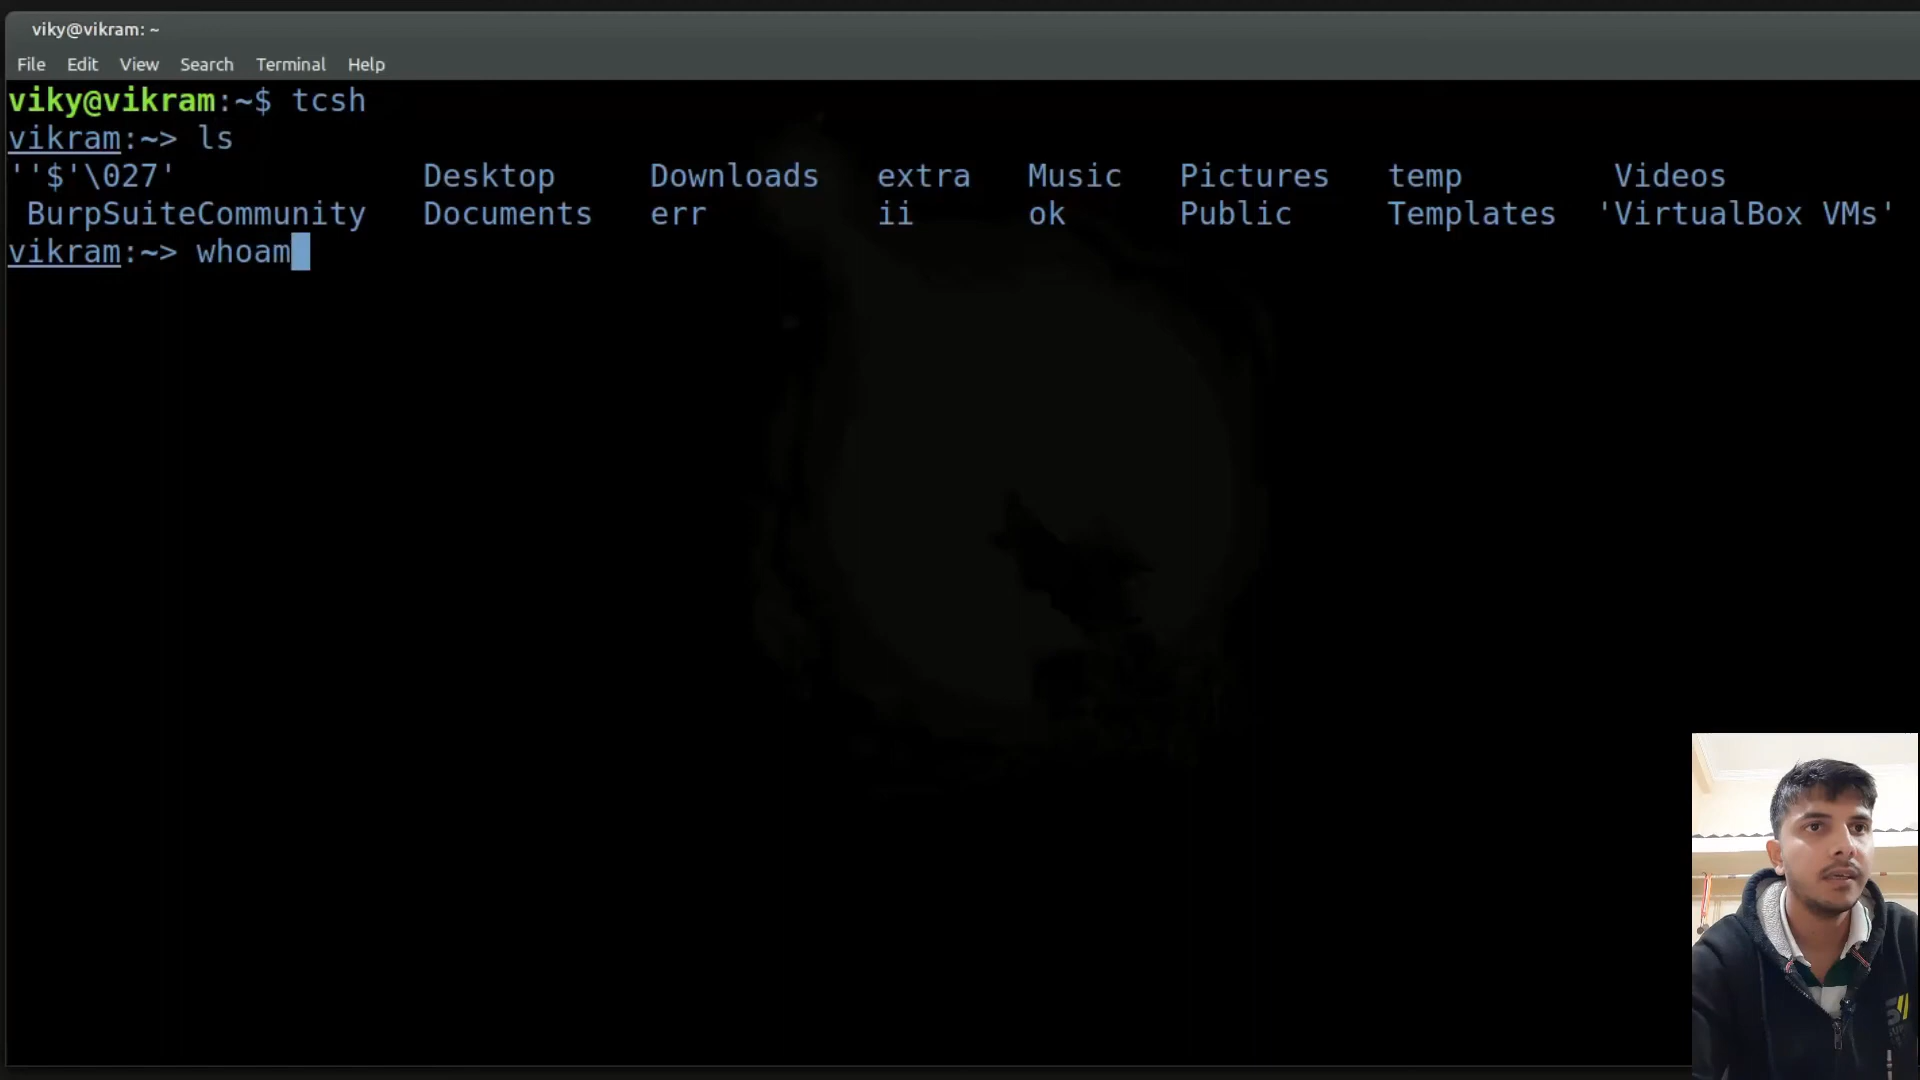 viky@vikram: ~
File Edit View Search Terminal Help
viky@vikram:~$ tcsh
vikram:~> ls
''$'\027' Desktop Downloads extra Music Pictures temp Videos
BurpSuiteCommunity Documents err ii ok Public Templates 'VirtualBox VMs'
vikram:~> whoam